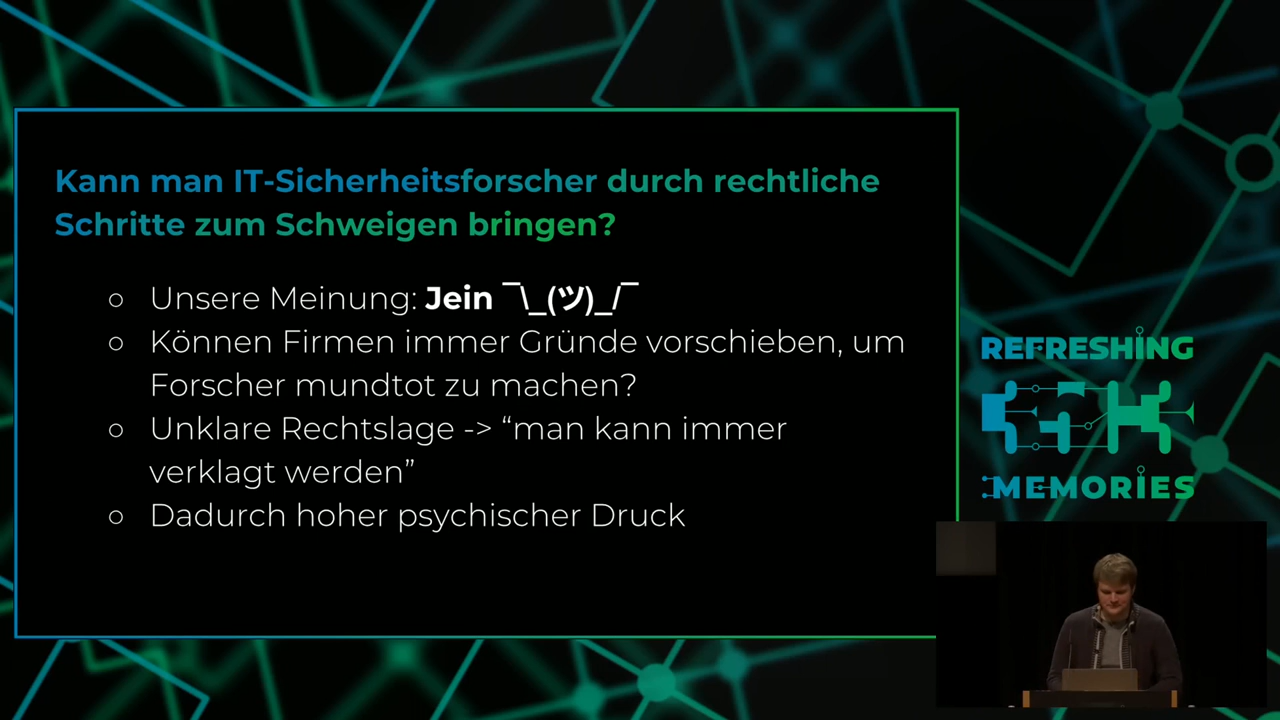 Kann man IT-Sicherheitsforscher durch rechtliche
Schritte zum Schweigen bringen?
○ Unsere Meinung: Jein ¯\_(ツ)_/¯
○ Können Firmen immer Gründe vorschieben, um
Forscher mundtot zu machen?
○ Unklare Rechtslage -> “man kann immer
verklagt werden”
○ Dadurch hoher psychischer Druck
REFRESHING
MEMORIES